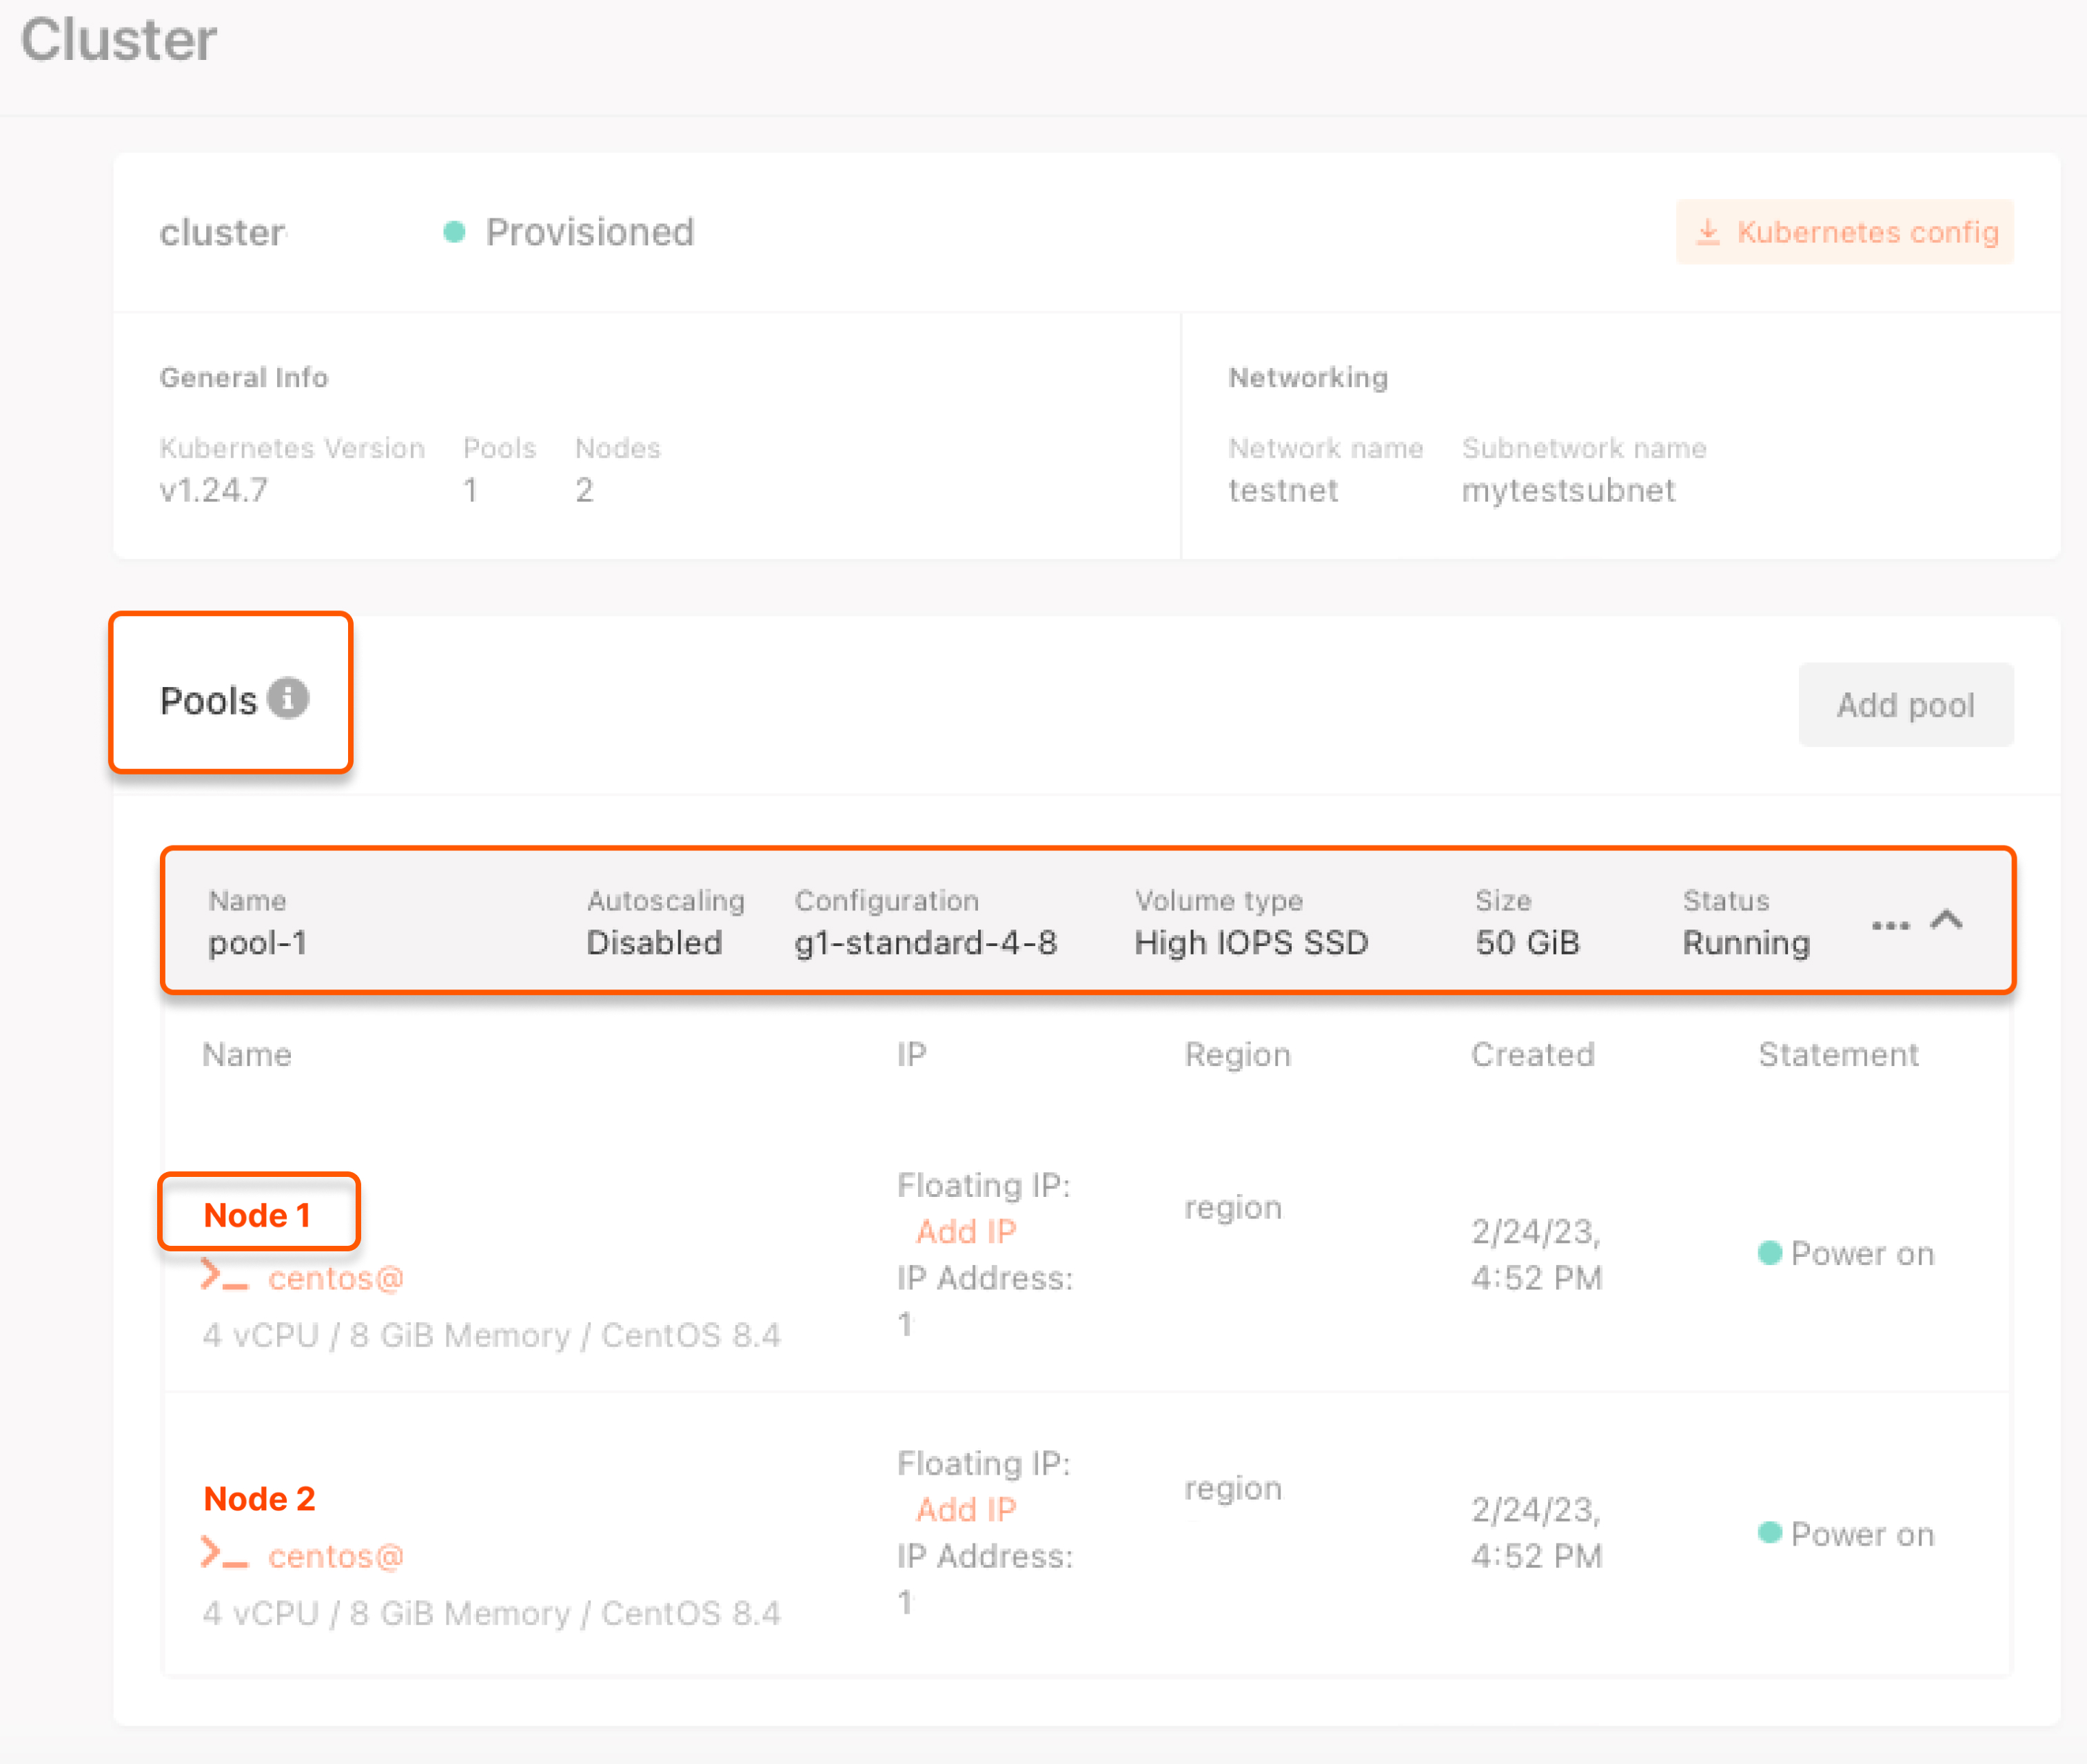 Cluster
cluster Provisioned Kubernetes config
General Info
Kubernetes Version Pools Nodes
v1.24.7 1 2
Networking
Network name Subnetwork name
testnet mytestsubnet
Pools
Add pool
Name Autoscaling Configuration Volume type Size Status
pool-1 Disabled g1-standard-4-8 High IOPS SSD 50 GiB Running
Name IP Region Created Statement
Node 1
centos@
4 vCPU / 8 GiB Memory / CentOS 8.4
Floating IP:
Add IP
IP Address:
1
region
2/24/23,
4:52 PM
Power on
Node 2
centos@
4 vCPU / 8 GiB Memory / CentOS 8.4
Floating IP:
Add IP
IP Address:
1
region
2/24/23,
4:52 PM
Power on